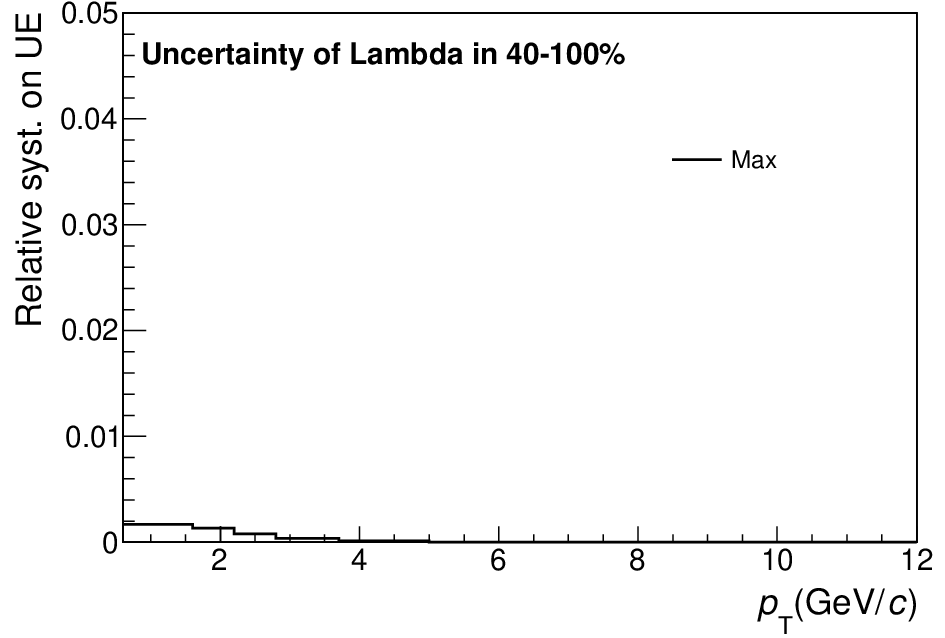 Relative syst. on UE
0.05
0.04
0.03
0.02
0.01
0
Uncertainty of Lambda in 40-100%
Max
2 4 6 8 10 12
p_T(GeV/c)